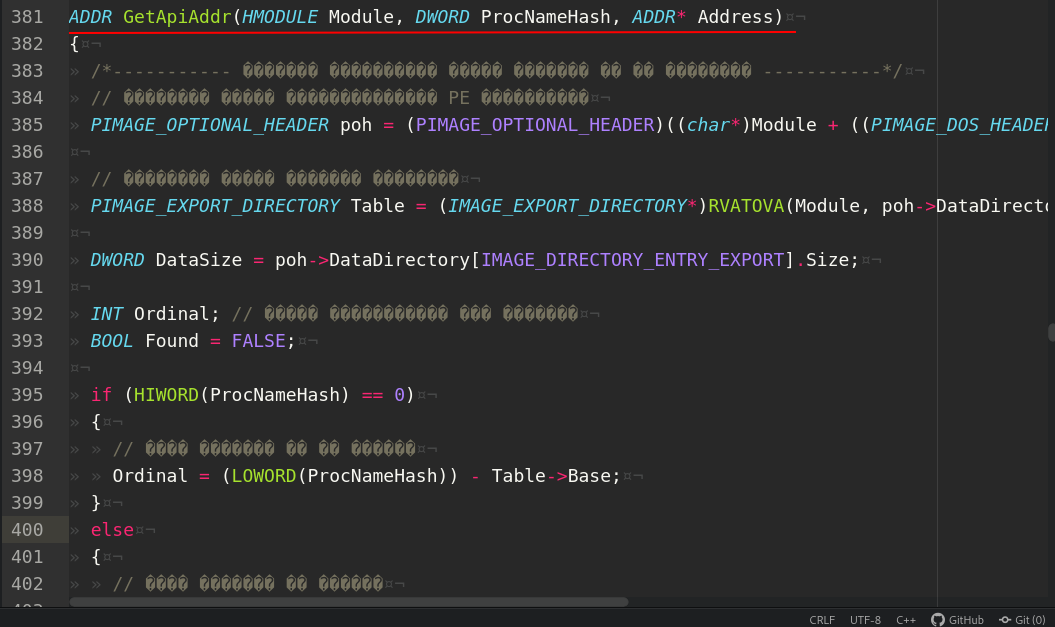 381 ADDR GetApiAddr(HMODULE Module, DWORD ProcNameHash, ADDR* Address)¤¬
382 {¤¬
383 » /*----------- ������� ���������� ����� ������� �� �� �������� -----------*/¤¬
384 » // �������� ����� �������������� PE ����������¤¬
385 » PIMAGE_OPTIONAL_HEADER poh = (PIMAGE_OPTIONAL_HEADER)((char*)Module + ((PIMAGE_DOS_HEADER
386 ¤¬
387 » // �������� ����� ������� ��������¤¬
388 » PIMAGE_EXPORT_DIRECTORY Table = (IMAGE_EXPORT_DIRECTORY*)RVATOVA(Module, poh->DataDirecto
389 ¤¬
390 » DWORD DataSize = poh->DataDirectory[IMAGE_DIRECTORY_ENTRY_EXPORT].Size;¤¬
391 ¤¬
392 » INT Ordinal; // ����� ����������� ��� �������¤¬
393 » BOOL Found = FALSE;¤¬
394 ¤¬
395 » if (HIWORD(ProcNameHash) == 0)¤¬
396 » {¤¬
397 » » // ���� ������� �� �� ������¤¬
398 » » Ordinal = (LOWORD(ProcNameHash)) - Table->Base;¤¬
399 » }¤¬
400 » else¤¬
401 » {¤¬
402 » » // ���� ������� �� ������¤¬
CRLF UTF-8 C++ GitHub Git (0)